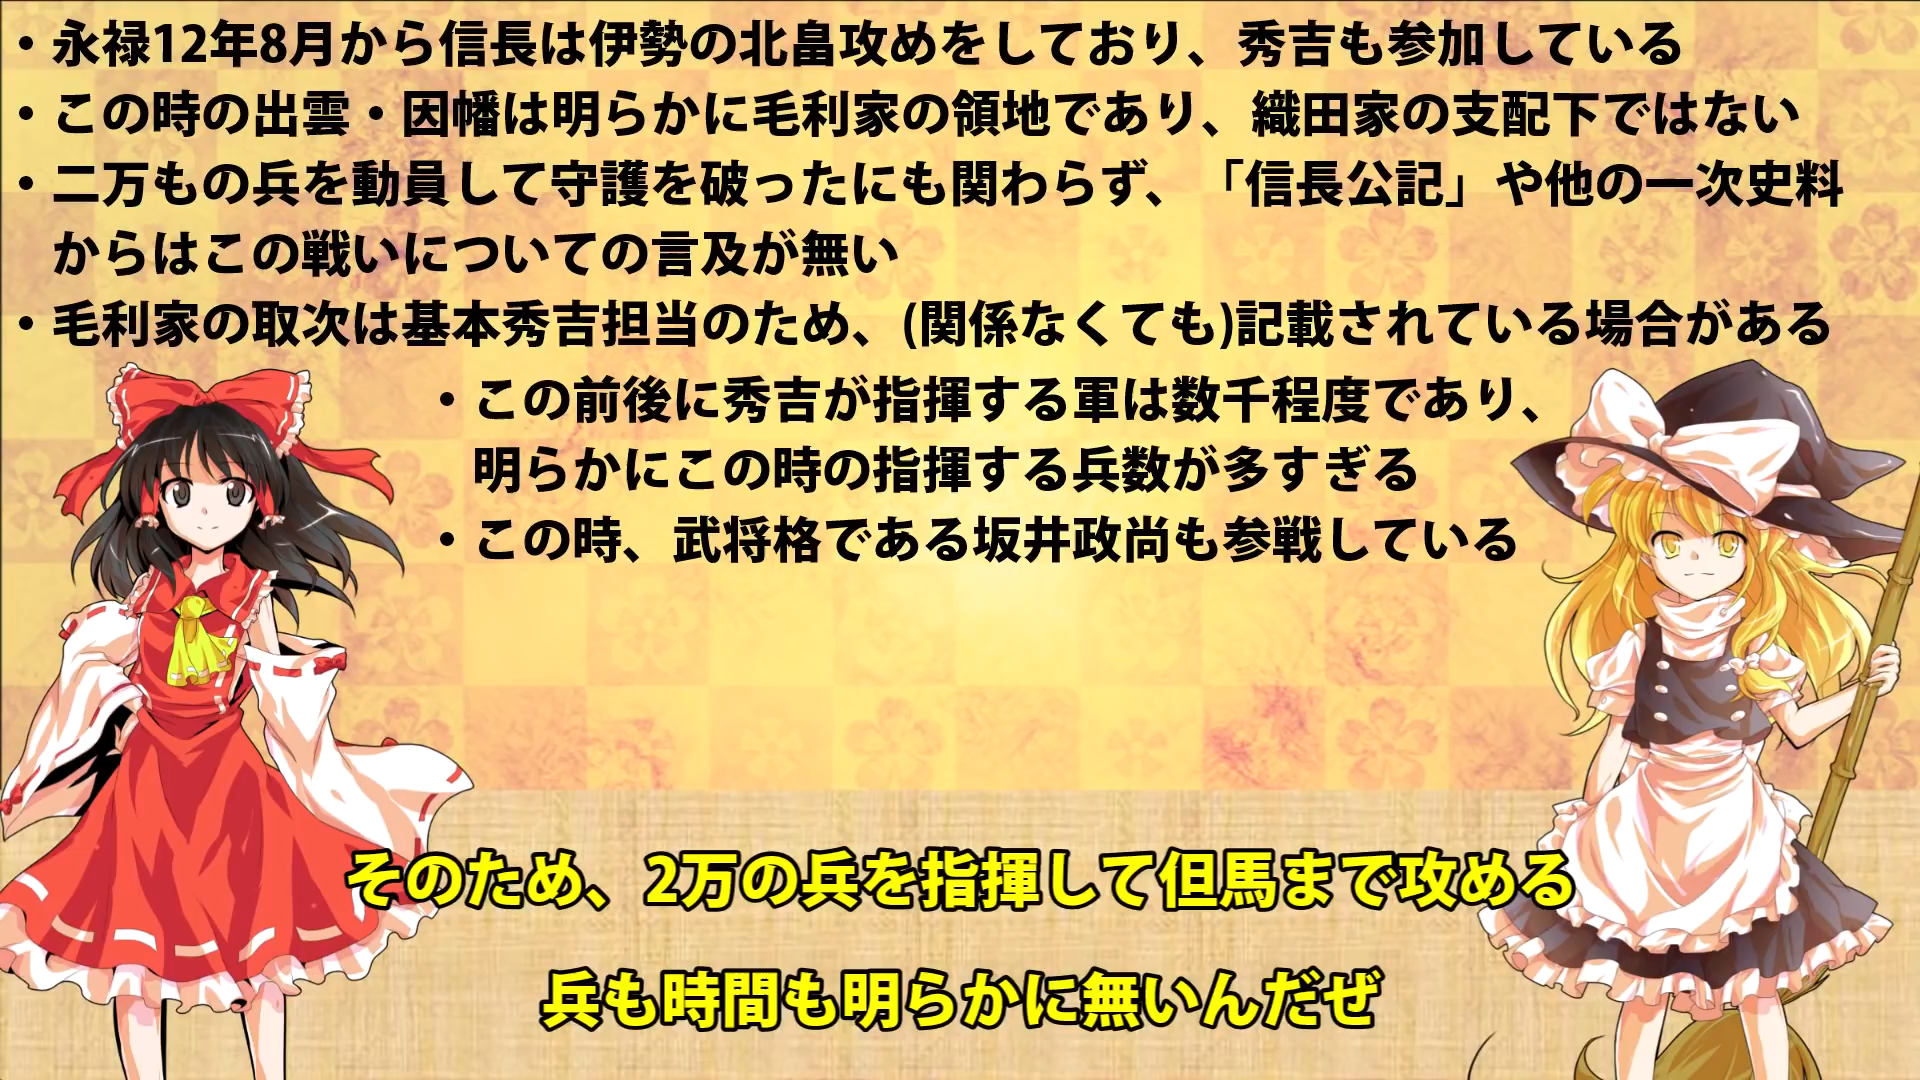 ・永禄12年8月から信長は伊勢の北畠攻めをしており、秀吉も参加している
・この時の出雲・因幡は明らかに毛利家の領地であり、織田家の支配下ではない
・二万もの兵を動員して守護を破ったにも関わらず、「信長公記」や他の一次史料
からはこの戦いについての言及が無い
・毛利家の取次は基本秀吉担当のため、(関係なくても)記載されている場合がある
・この前後に秀吉が指揮する軍は数千程度であり、
明らかにこの時の指揮する兵数が多すぎる
・この時、武将格である坂井政尚も参戦している
そのため、2万の兵を指揮して但馬まで攻める
兵も時間も明らかに無いんだぜ